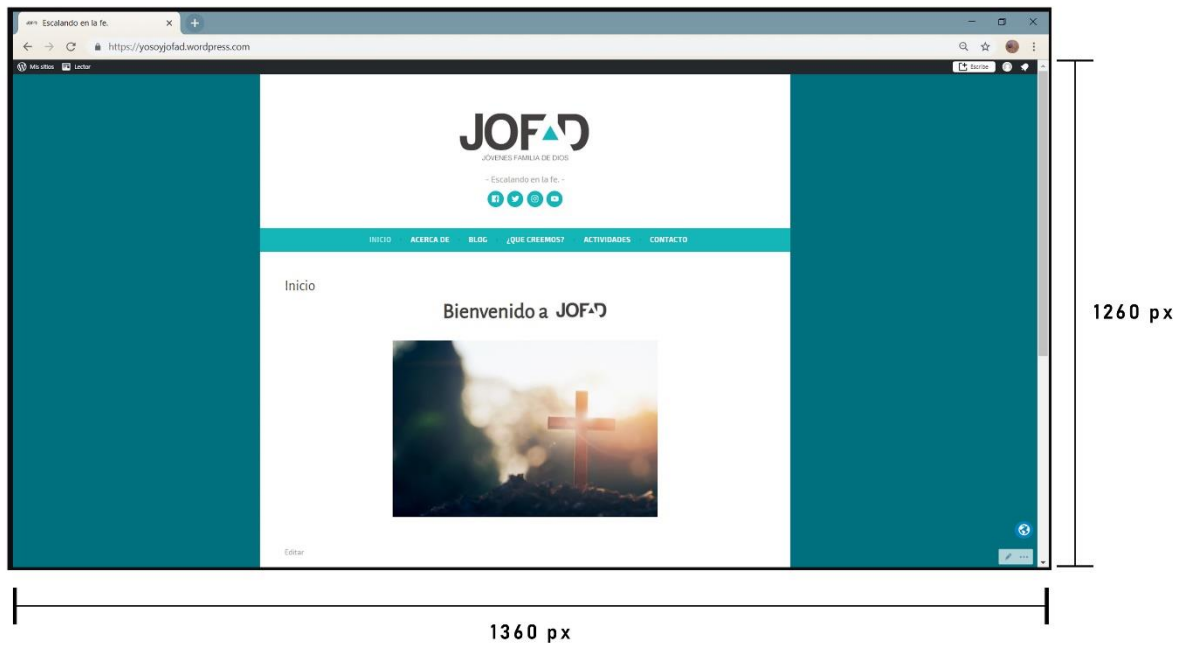 Escalando en la fe.
https://yosoyjofad.wordpress.com
Mis sitios Lector Escribe
JOFAD
JÓVENES FAMILIA DE DIOS
- Escalando en la fe. -
INICIO ACERCA DE BLOG ¿QUE CREEMOS? ACTIVIDADES CONTACTO
Inicio
Bienvenido a JOFAD
1260 px
Editar
1360 px